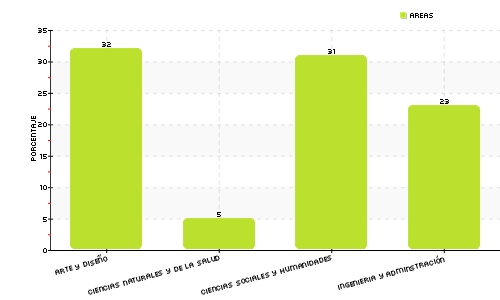 AREAS
PORCENTAJE
35
30
25
20
15
10
5
0
32
5
31
23
ARTE Y DISEÑO
CIENCIAS NATURALES Y DE LA SALUD
CIENCIAS SOCIALES Y HUMANIDADES
INGENIERIA Y ADMINISTRACIÓN